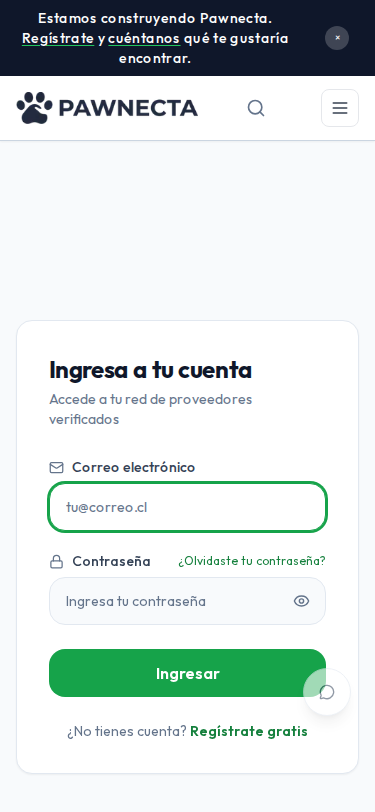 Estamos construyendo Pawnecta.
Regístrate y cuéntanos qué te gustaría
encontrar.
×
PAWNECTA
Ingresa a tu cuenta
Accede a tu red de proveedores
verificados
Correo electrónico
tu@correo.cl
Contraseña
¿Olvidaste tu contraseña?
Ingresa tu contraseña
Ingresar
¿No tienes cuenta? Regístrate gratis